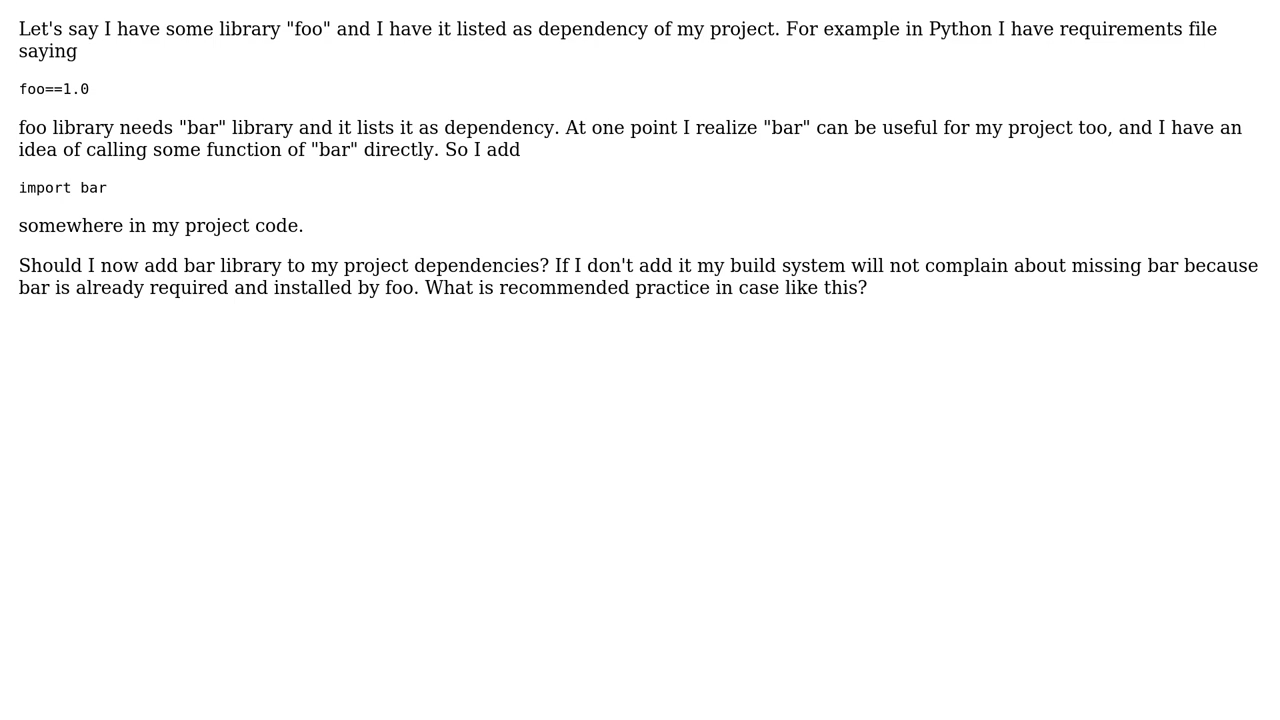 Let's say I have some library "foo" and I have it listed as dependency of my project. For example in Python I have requirements file
saying
foo==1.0
foo library needs "bar" library and it lists it as dependency. At one point I realize "bar" can be useful for my project too, and I have an
idea of calling some function of "bar" directly. So I add
import bar
somewhere in my project code.
Should I now add bar library to my project dependencies? If I don't add it my build system will not complain about missing bar because
bar is already required and installed by foo. What is recommended practice in case like this?